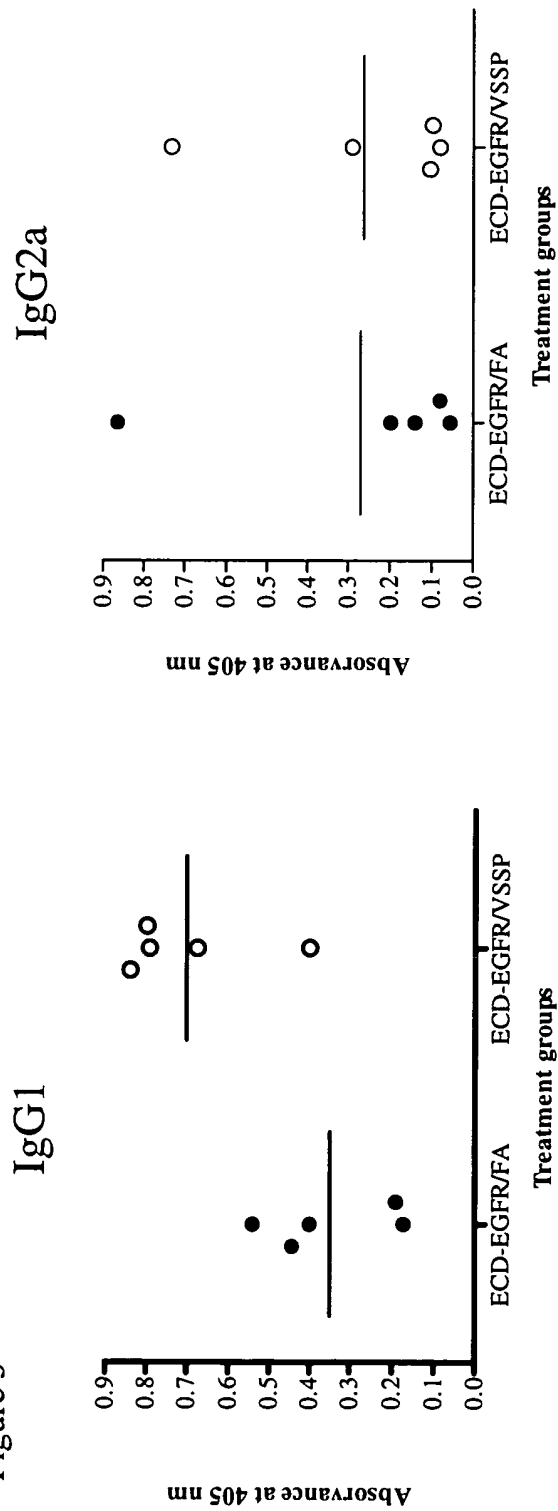 IgG1
Absorvance at 405 nm
0.9
0.8
0.7
0.6
0.5
0.4
0.3
0.2
0.1
0.0
ECD-EGFR/FA
ECD-EGFR/VSSP
Treatment groups
IgG2a
Absorvance at 405 nm
0.9
0.8
0.7
0.6
0.5
0.4
0.3
0.2
0.1
0.0
ECD-EGFR/FA
ECD-EGFR/VSSP
Treatment groups